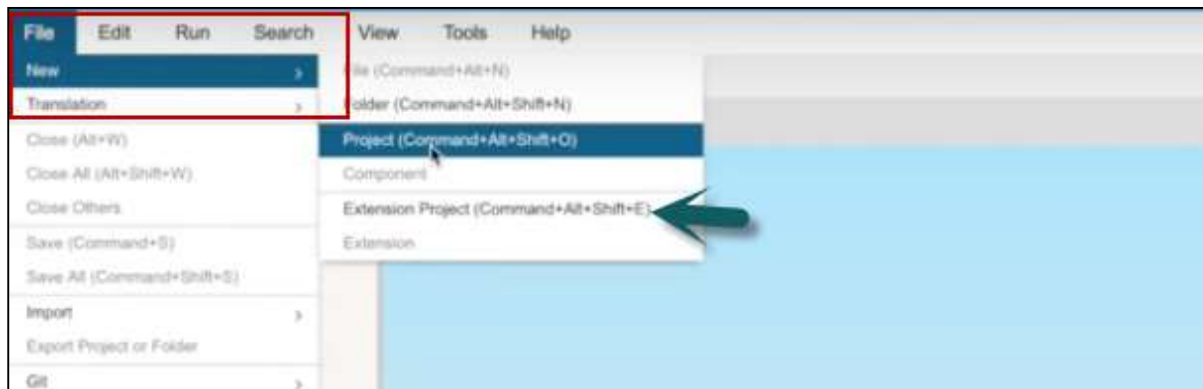 File Edit Run Search View Tools Help
New
Translation
Close (Alt+W)
Close All (Alt+Shift+W)
Close Others
Save (Command+S)
Save All (Command+Shift+S)
Import
Export Project or Folder
Git
File (Command+Alt+N)
Folder (Command+Alt+Shift+N)
Project (Command+Alt+Shift+O)
Component
Extension Project (Command+Alt+Shift+E)
Extension